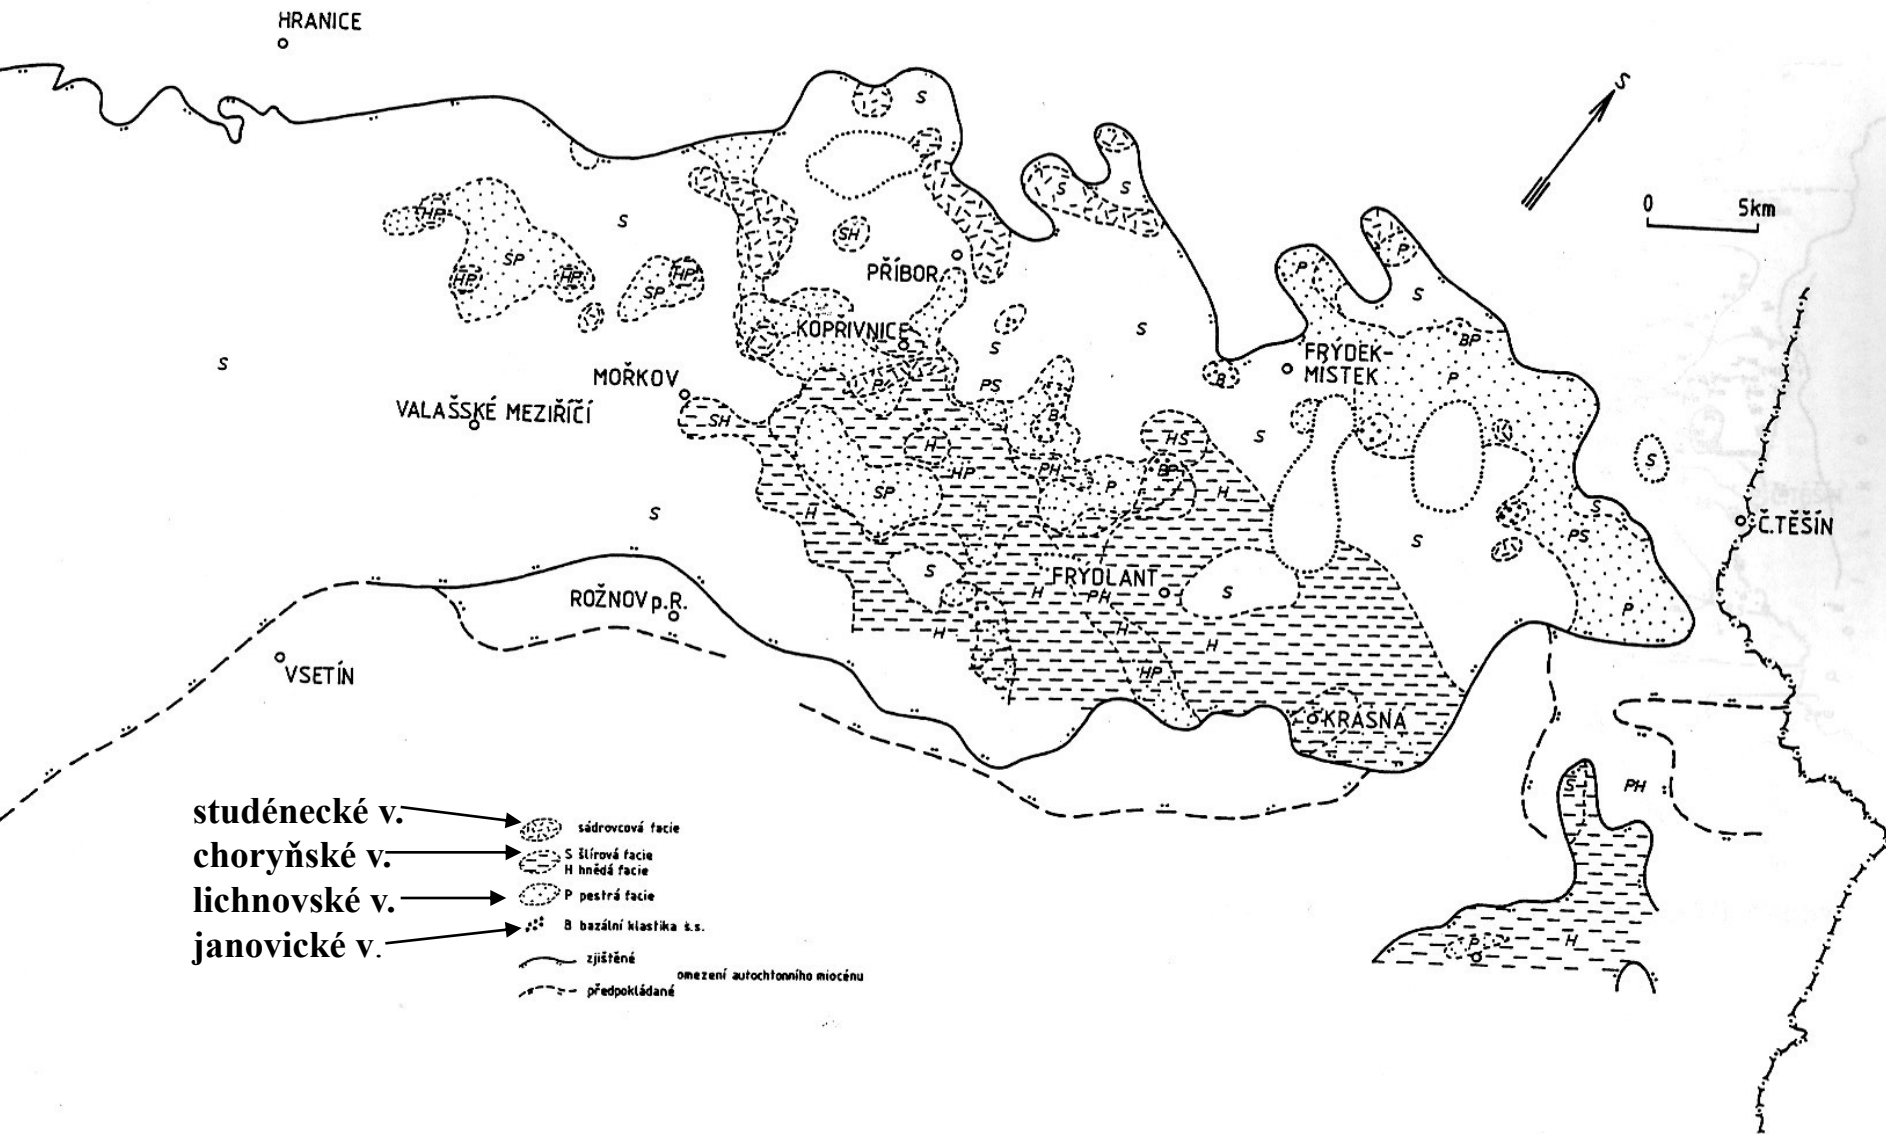 HRANICE
S
S
0 5km
S
S
HP
S
SH
P
ŠP
PŘÍBOR
P
HP
HP
HP
SP
S
KOPŘIVNICE
S
S
BP
FRÝDEK-
MÍSTEK
S
MOŘKOV
P
PS
B
P
VALAŠSKÉ MEZIŘÍČÍ
SH
B
H
HS
S
S
HP
PH
BP
SP
P
H
S
H
S
Č.TĚŠÍN
PS
S
S
FRÝDLANT
ROŽNOV p.R.
H
PH
S
P
H
H
H
VSETÍN
HP
KRÁSNÁ
S
PH
studénecké v.
sádrovcová facie
choryňské v.
S šlírová facie
H hnědá facie
lichnovské v.
P pestrá facie
janovické v.
B bazální klastika š.s.
P
H
zjištěné
omezení autochtonního miocénu
předpokládané